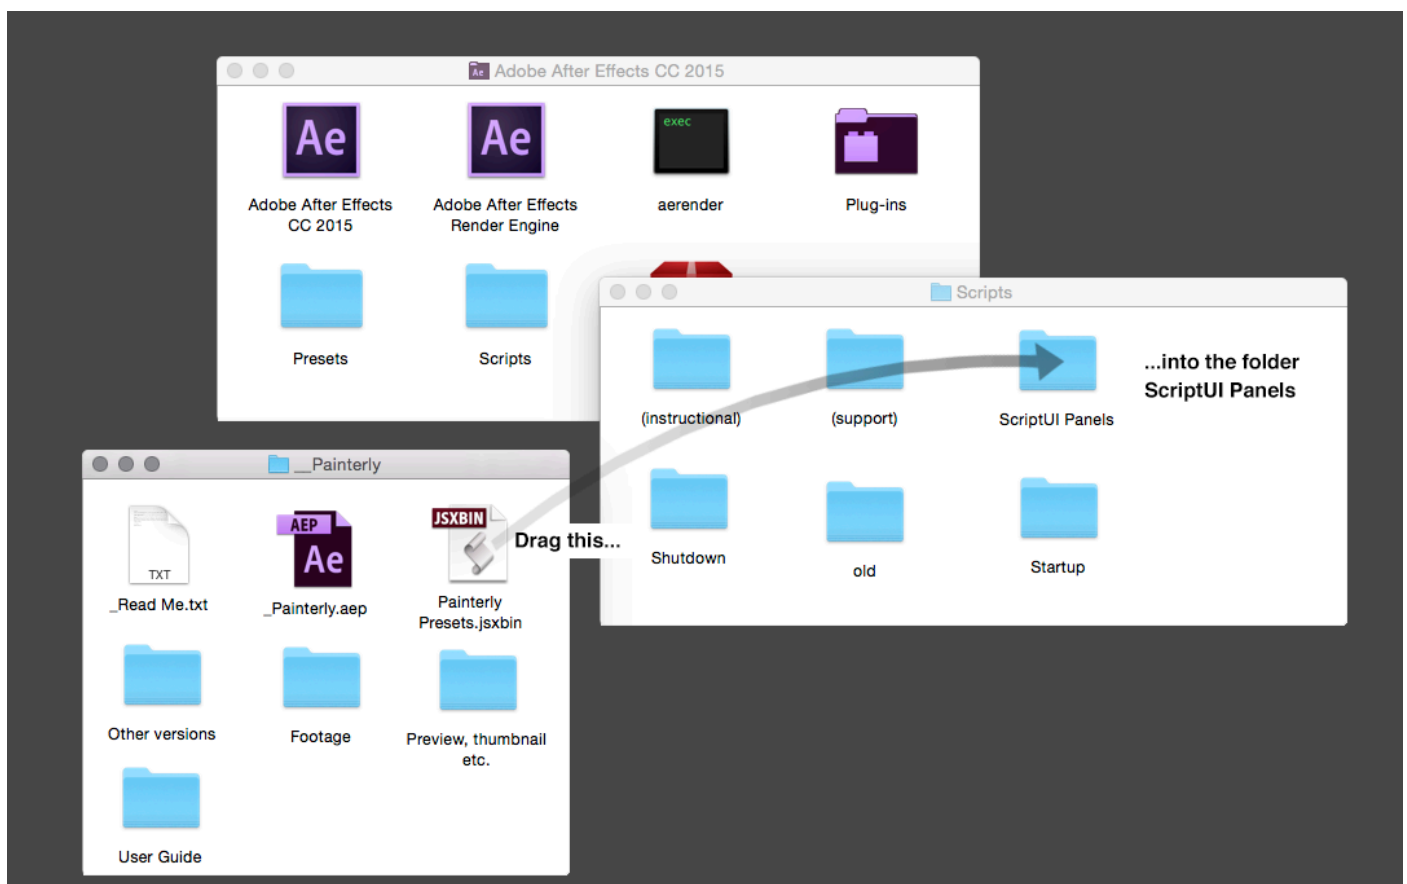 Adobe After Effects CC 2015
Ae
Ae
Ae
exec
Adobe After Effects
CC 2015
Adobe After Effects
Render Engine
aerender
Plug-ins
Presets
Scripts
Scripts
(instructional)
(support)
ScriptUI Panels
...into the folder
ScriptUI Panels
Shutdown
old
Startup
__Painterly
TXT
AEP
Ae
JSXBIN
Drag this...
_Read Me.txt
_Painterly.aep
Painterly
Presets.jsxbin
Other versions
Footage
Preview, thumbnail
etc.
User Guide